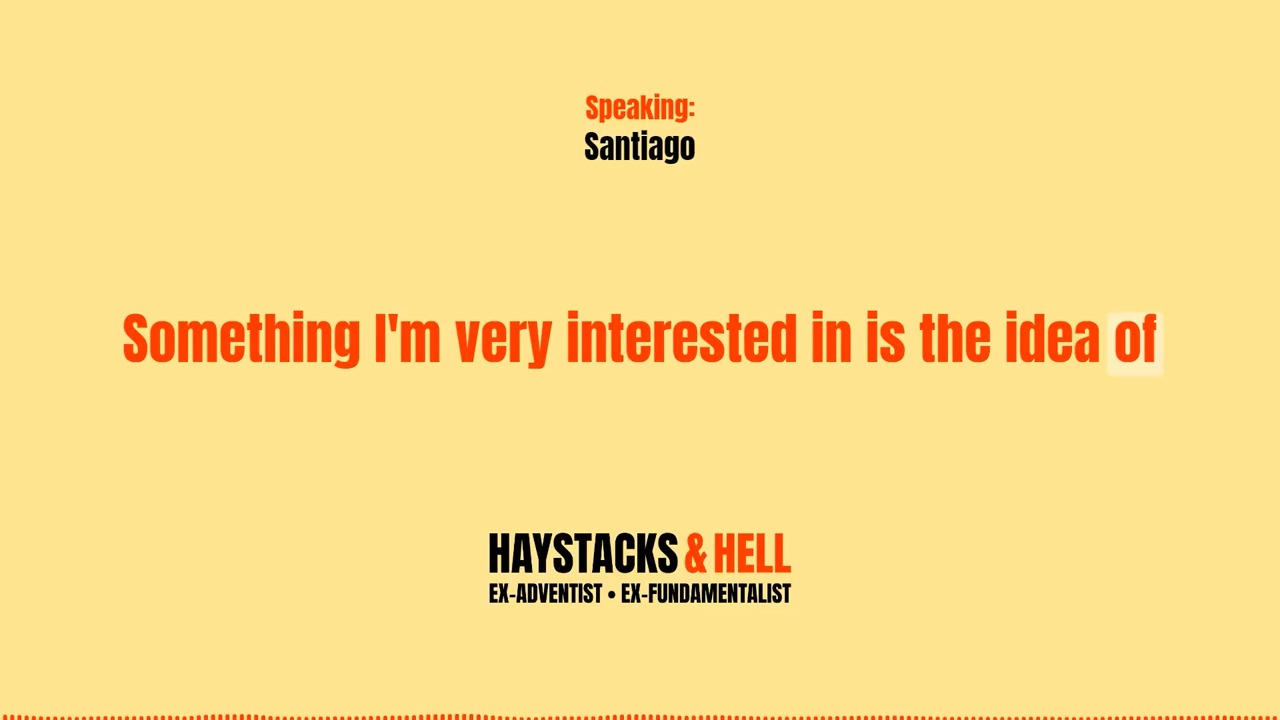 Speaking:
Santiago
Something I'm very interested in is the idea of
HAYSTACKS & HELL
EX-ADVENTIST • EX-FUNDAMENTALIST